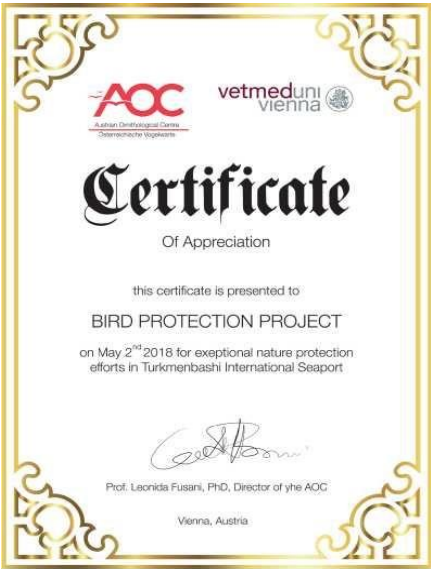 AOC
Austrian Ornithological Centre
Österreichische Vogelwarte
vetmeduni
vienna
Certificate
Of Appreciation
this certificate is presented to
BIRD PROTECTION PROJECT
on May 2nd 2018 for exeptional nature protection
efforts in Turkmenbashi International Seaport
Prof. Leonida Fusani, PhD, Director of yhe AOC
Vienna, Austria